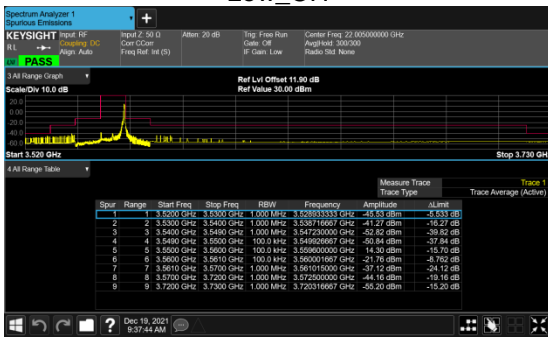 Low_CH
Spectrum Analyzer 1
Spurious Emissions
KEYSIGHT Input: RF Input Z: 50 Ω Atten: 20 dB Trig: Free Run Center Freq: 22.005000000 GHz
RL Coupling: DC Corr CCorr Gate: Off Avg|Hold: 300/300
Align: Auto Freq Ref: Int (S) IF Gain: Low Radio Std: None
PASS
3 All Range Graph
Ref Lvl Offset 11.90 dB
Scale/Div 10.0 dB Ref Value 30.00 dBm
20.0
0.00
-20.0
-40.0
-60.0
Start 3.520 GHz Stop 3.730 GH
4 All Range Table
Measure Trace Trace 1
Trace Type Trace Average (Active)
Spur Range Start Freq Stop Freq RBW Frequency Amplitude ΔLimit
1 1 3.5200 GHz 3.5300 GHz 1.000 MHz 3.528933333 GHz -45.53 dBm -5.533 dB
2 2 3.5300 GHz 3.5400 GHz 1.000 MHz 3.538716667 GHz -41.27 dBm -16.27 dB
3 3 3.5400 GHz 3.5490 GHz 1.000 MHz 3.547230000 GHz -52.82 dBm -39.82 dB
4 4 3.5490 GHz 3.5500 GHz 100.0 kHz 3.549926667 GHz -50.84 dBm -37.84 dB
5 5 3.5500 GHz 3.5600 GHz 100.0 kHz 3.559600000 GHz 14.30 dBm -15.70 dB
6 6 3.5600 GHz 3.5610 GHz 100.0 kHz 3.560001667 GHz -21.76 dBm -8.762 dB
7 7 3.5610 GHz 3.5700 GHz 1.000 MHz 3.561015000 GHz -37.12 dBm -24.12 dB
8 8 3.5700 GHz 3.7200 GHz 1.000 MHz 3.572500000 GHz -44.16 dBm -19.16 dB
9 9 3.7200 GHz 3.7300 GHz 1.000 MHz 3.720316667 GHz -55.20 dBm -15.20 dB
Dec 19, 2021
9:37:44 AM